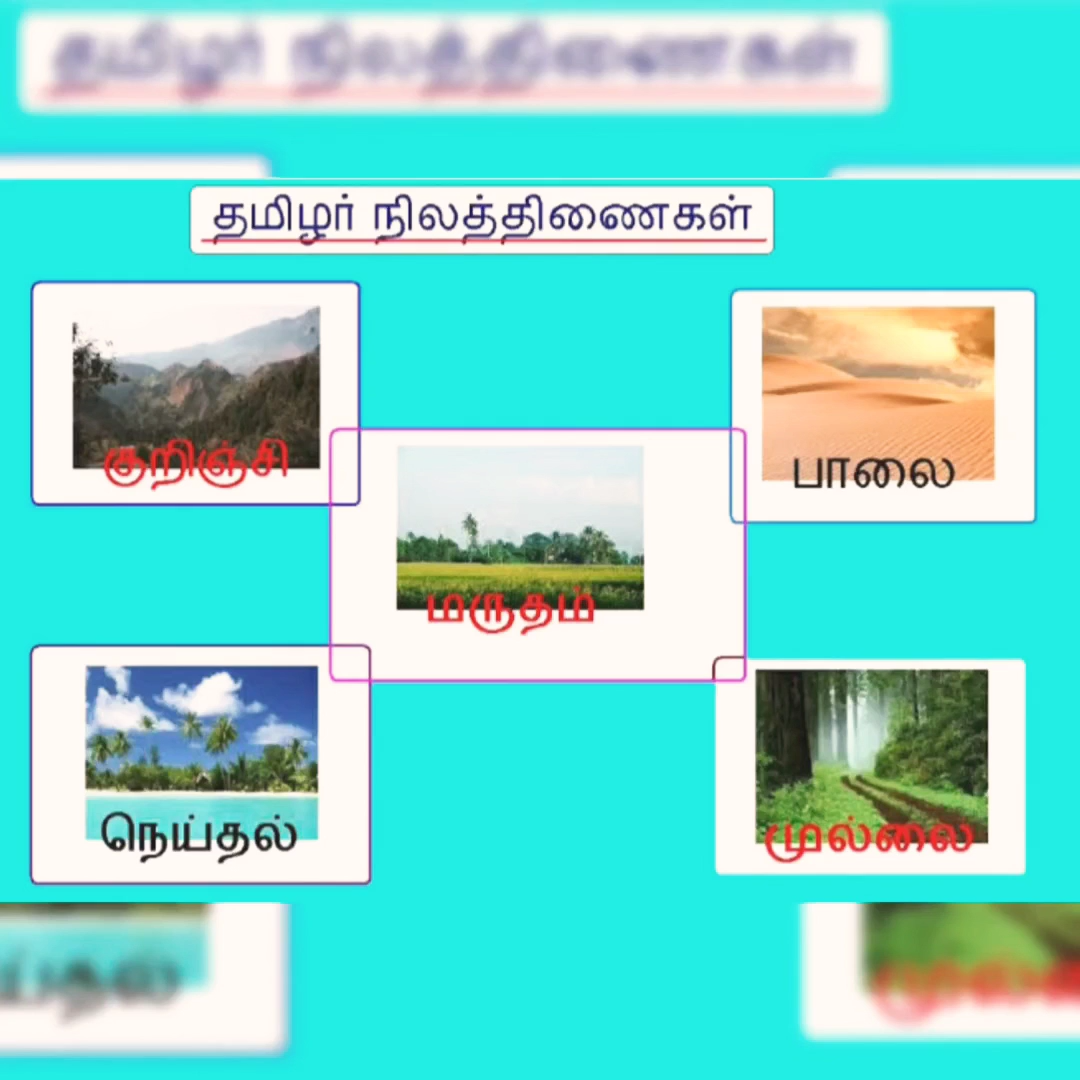 தமிழர் நிலத்திணைகள்
குறிஞ்சி
பாலை
மருதம்
நெய்தல்
முல்லை